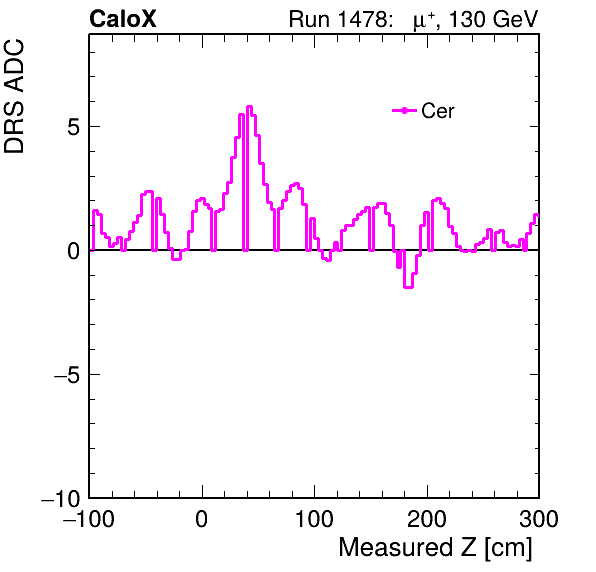 CaloX Run 1478: μ⁺, 130 GeV
DRS ADC
Cer
5
0
−5
−10
−100 0 100 200 300
Measured Z [cm]